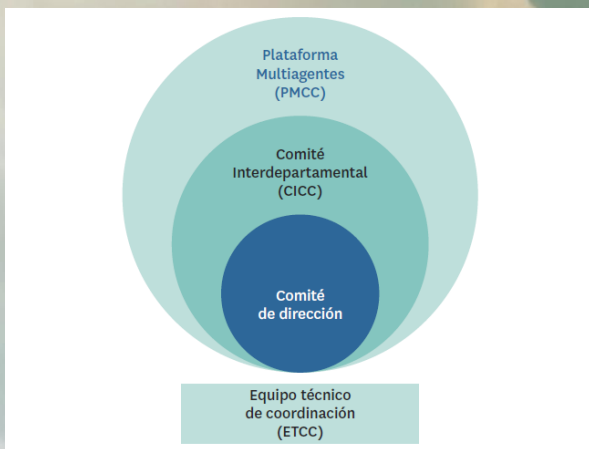 Plataforma
Multiagentes
(PMCC)
Comité
Interdepartamental
(CICC)
Comité
de dirección
Equipo técnico
de coordinación
(ETCC)